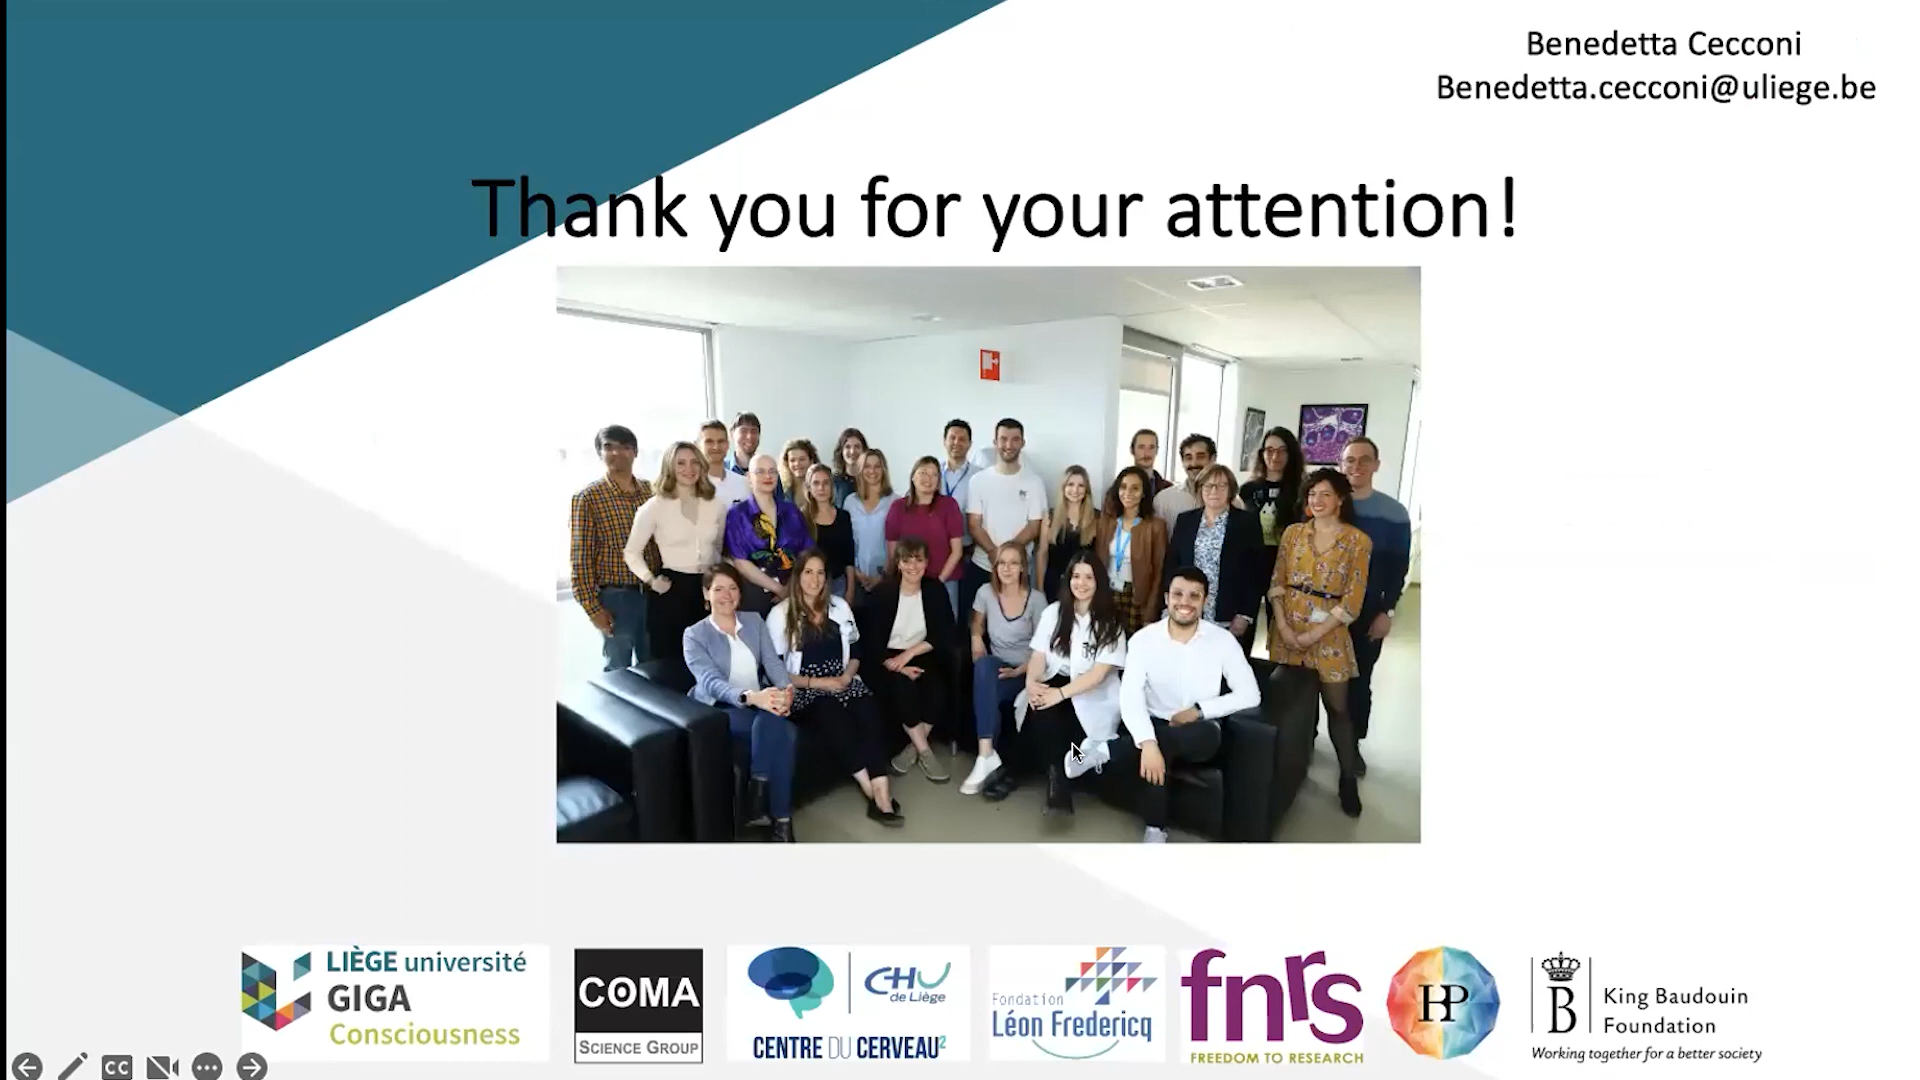 Benedetta Cecconi
Benedetta.cecconi@uliege.be
Thank you for your attention!
LIÈGE université
GIGA
Consciousness
COMA
SCIENCE GROUP
CHU
de Liège
CENTRE DU CERVEAU²
Fondation
Léon Fredericq
fnrs
FREEDOM TO RESEARCH
HP
B
King Baudouin
Foundation
Working together for a better society
CC